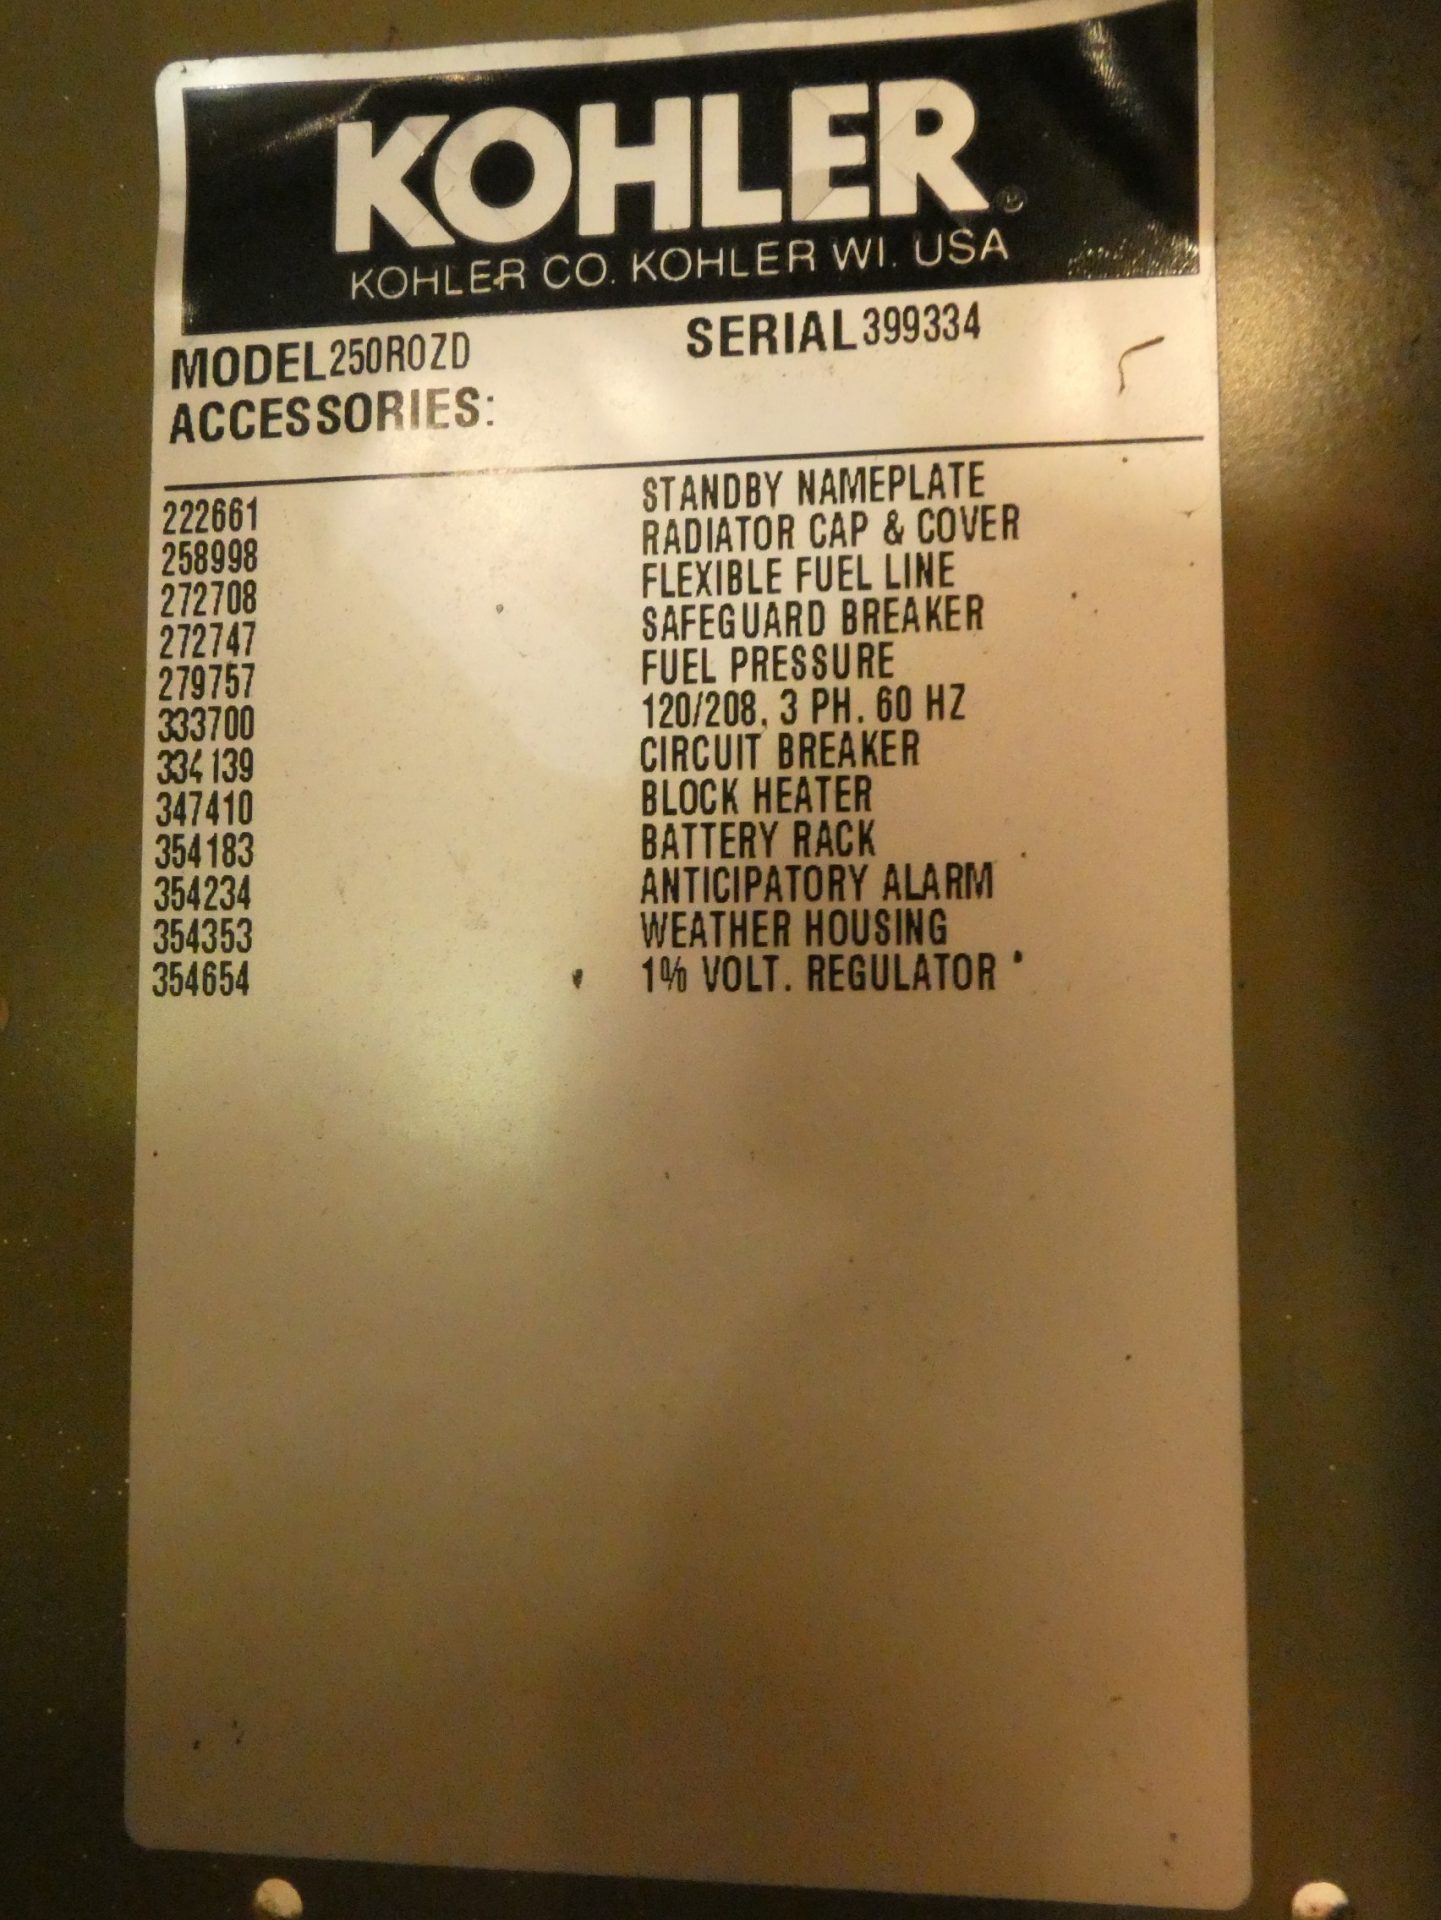 KOHLER®
KOHLER CO. KOHLER WI. USA
MODEL 250ROZD SERIAL 399334
ACCESSORIES:
222661 STANDBY NAMEPLATE
258998 RADIATOR CAP & COVER
272708 FLEXIBLE FUEL LINE
272747 SAFEGUARD BREAKER
279757 FUEL PRESSURE
333700 120/208, 3 PH. 60 HZ
334139 CIRCUIT BREAKER
347410 BLOCK HEATER
354183 BATTERY RACK
354234 ANTICIPATORY ALARM
354353 WEATHER HOUSING
354654 1% VOLT. REGULATOR